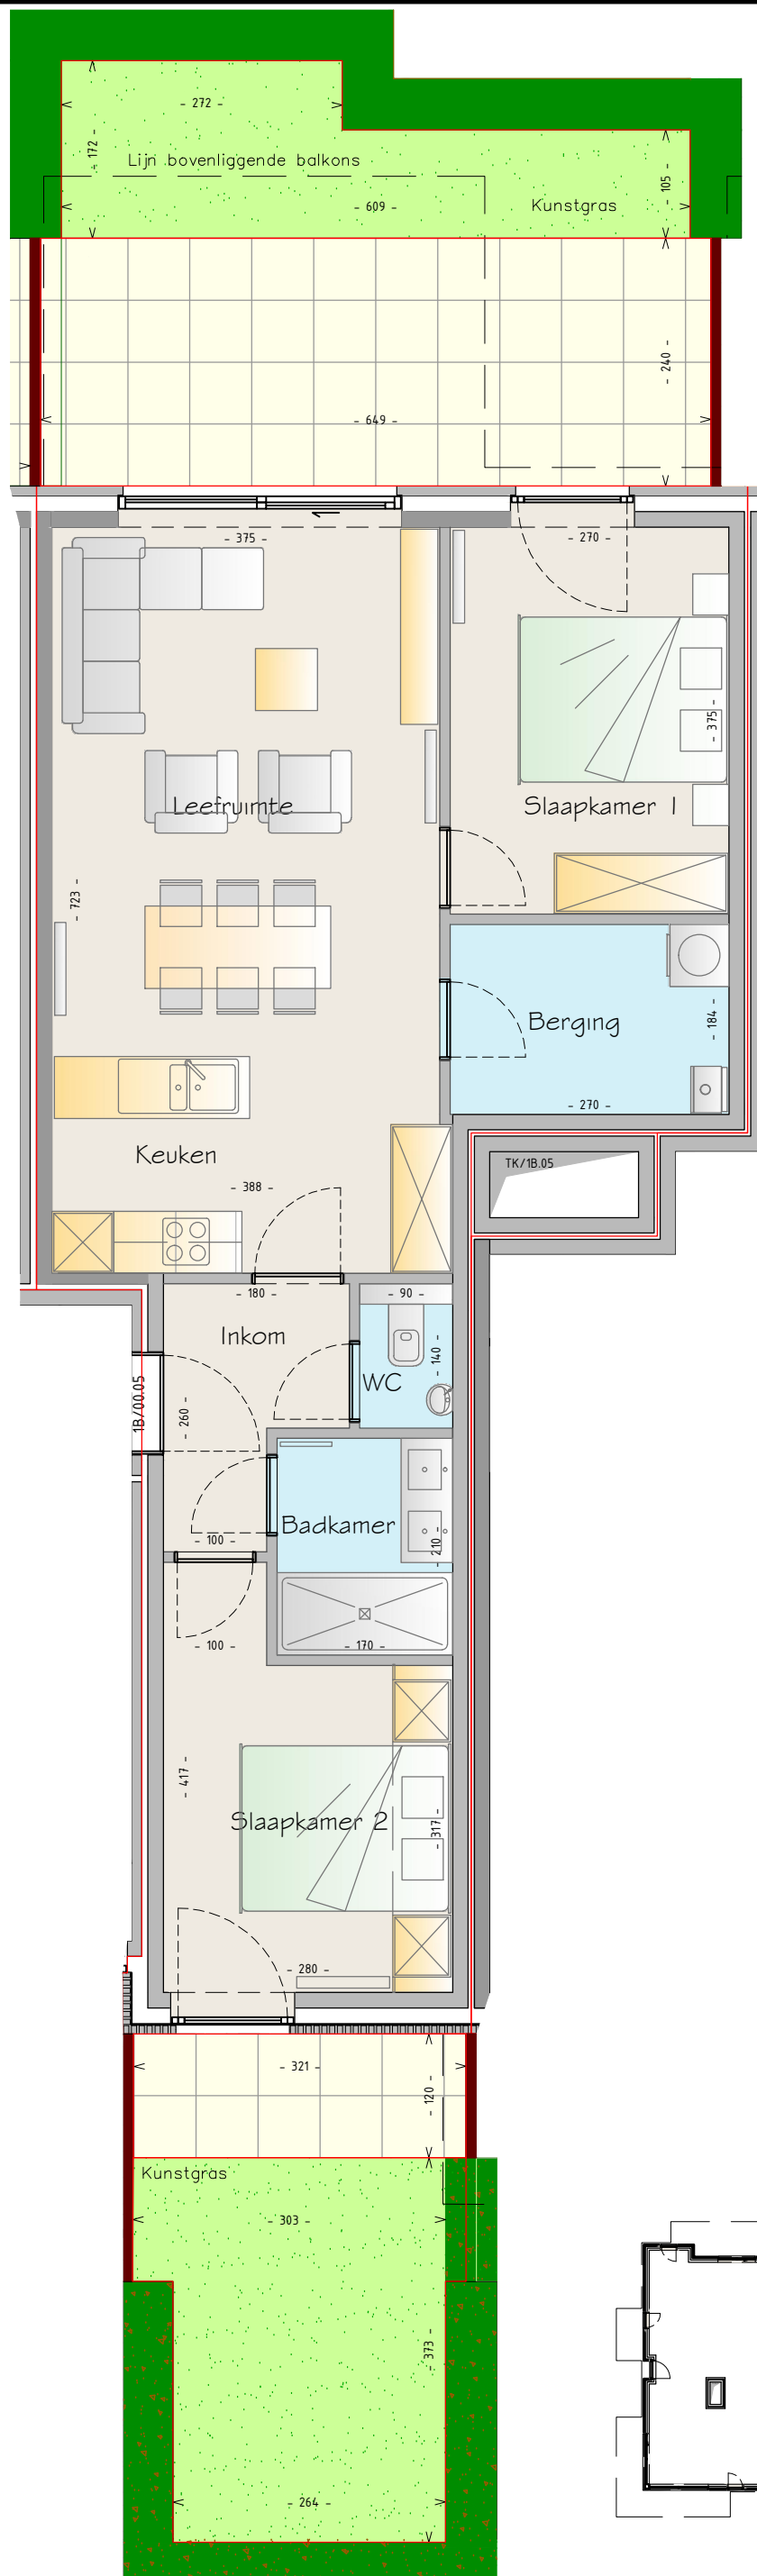 - 272 -
- 172 -
Lijn bovenliggende balkons
- 105 -
- 609 -
Kunstgras
- 240 -
- 649 -
- 375 -
- 270 -
- 375 -
Leefruimte
Slaapkamer 1
- 723 -
Berging
- 184 -
- 270 -
Keuken
TK/1B.05
- 388 -
- 180 -
- 90 -
Inkom
- 140 -
WC
1B/00.05
- 260 -
Badkamer
- 100 -
- 210 -
- 100 -
- 170 -
- 417 -
Slaapkamer 2
- 317 -
- 280 -
- 321 -
- 120 -
Kunstgras
- 303 -
- 373 -
- 264 -